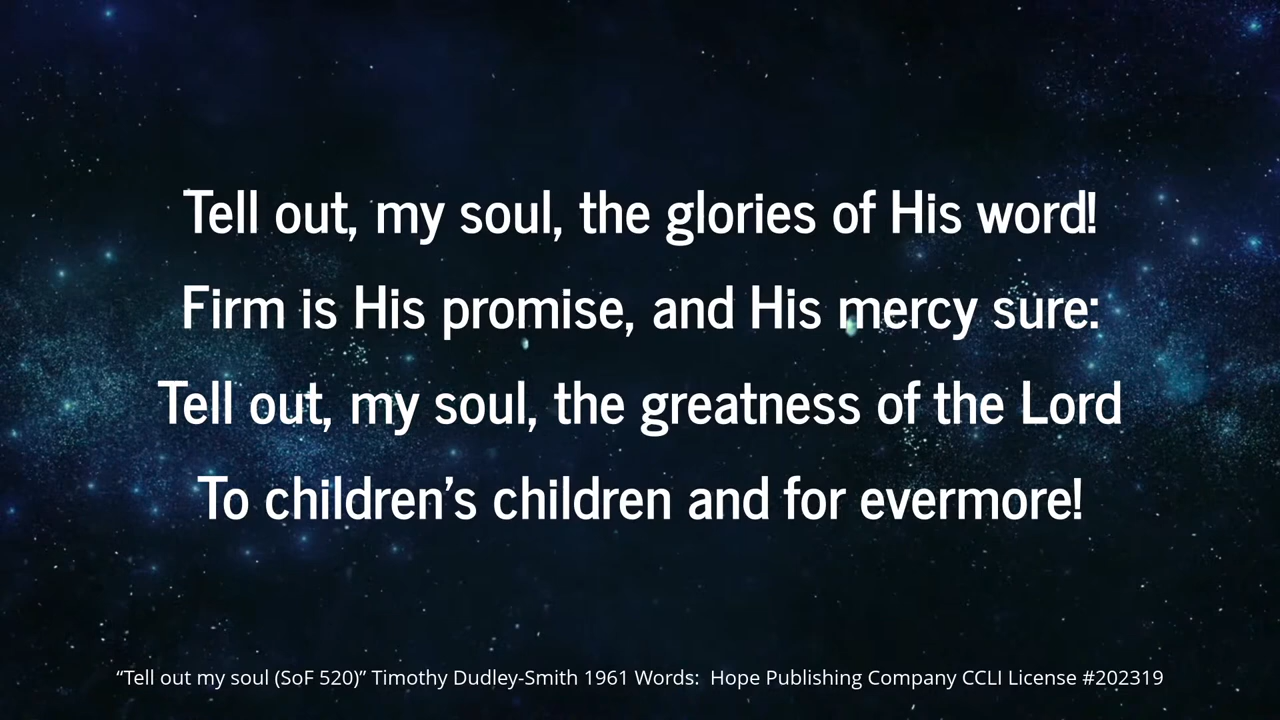 Tell out, my soul, the glories of His word!
Firm is His promise, and His mercy sure:
Tell out, my soul, the greatness of the Lord
To children’s children and for evermore!
“Tell out my soul (SoF 520)” Timothy Dudley-Smith 1961 Words:  Hope Publishing Company CCLI License #202319